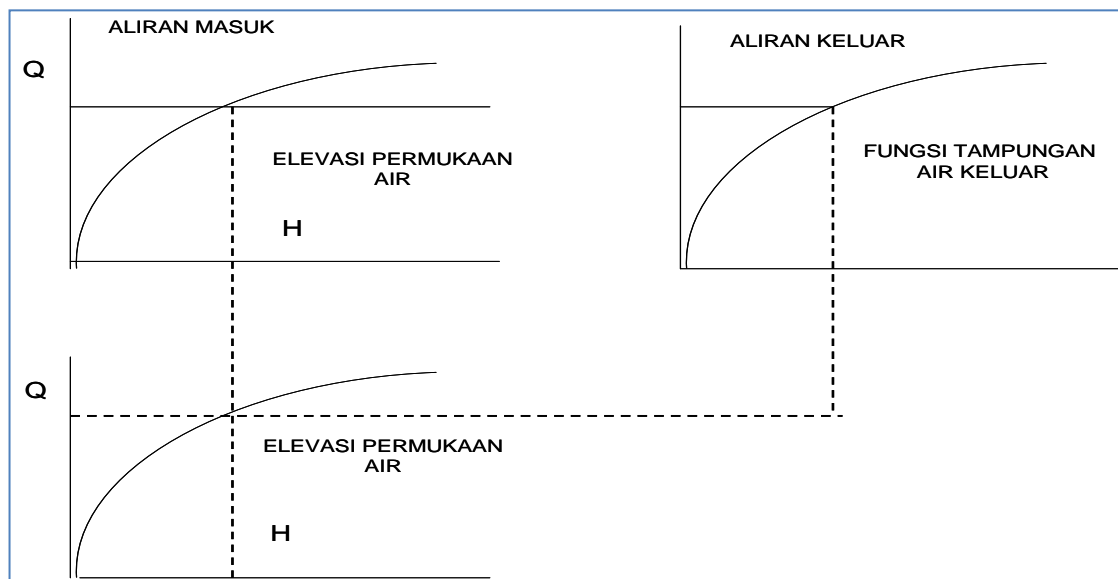 ALIRAN MASUK
Q
ELEVASI PERMUKAAN
AIR
H
ALIRAN KELUAR
FUNGSI TAMPUNGAN
AIR KELUAR
Q
ELEVASI PERMUKAAN
AIR
H